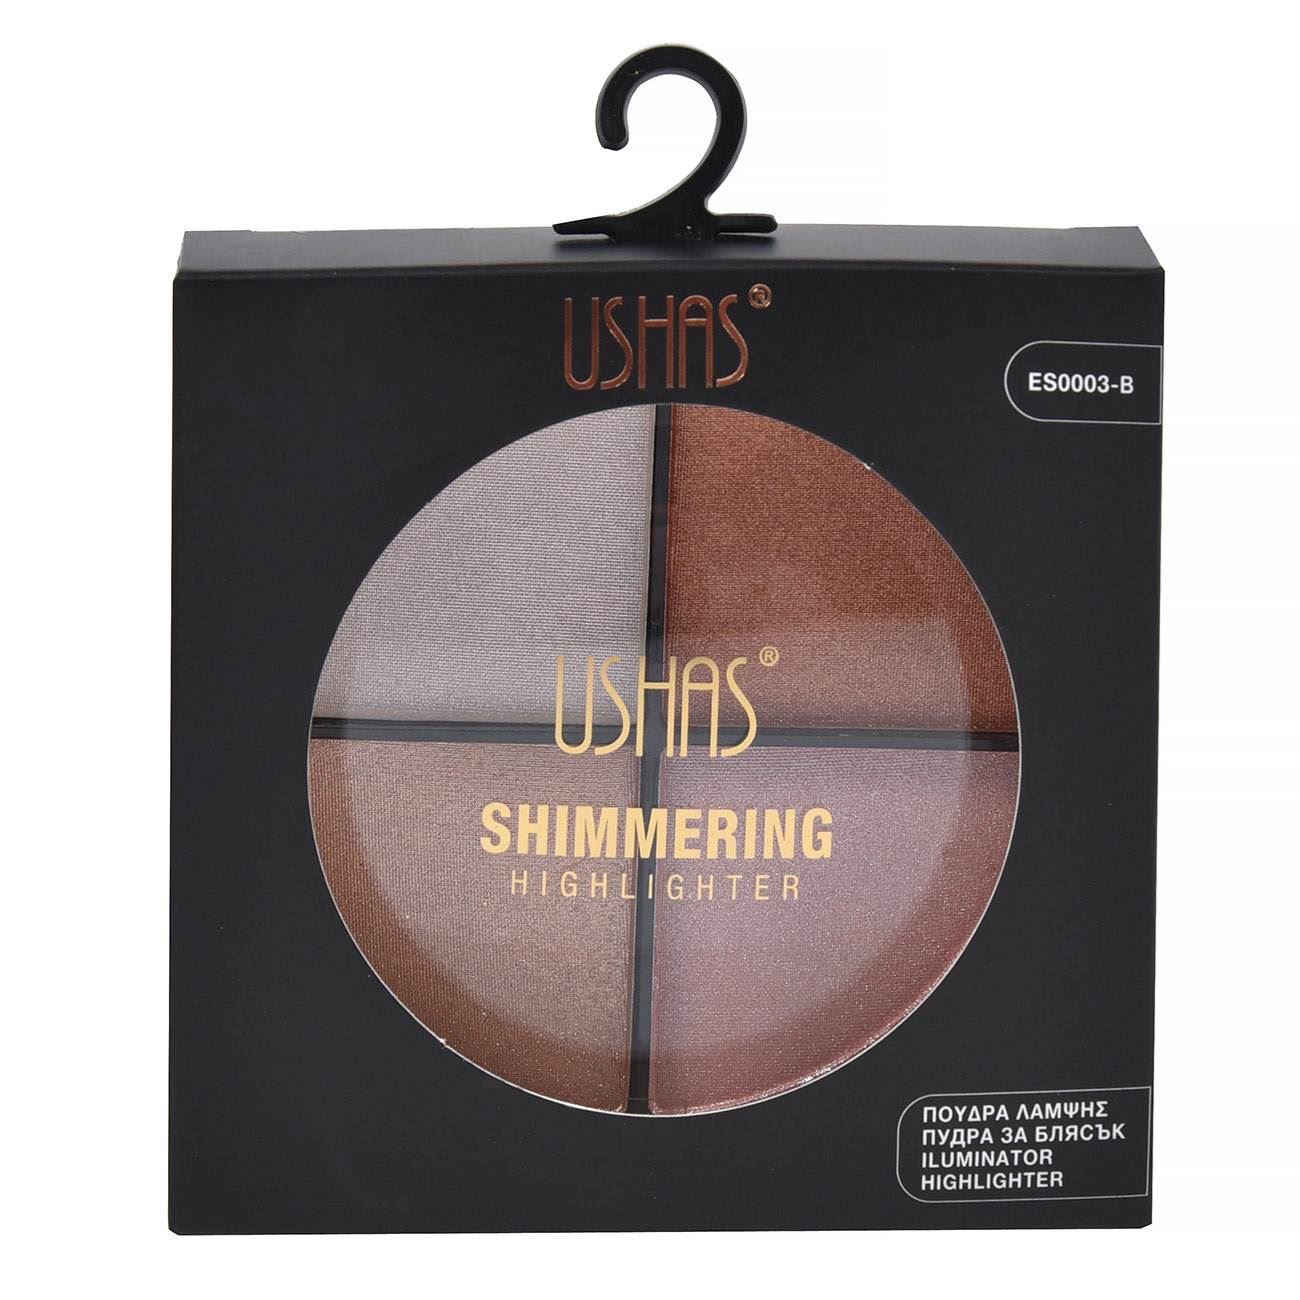 USHAS®
ES0003-B
USHAS®
SHIMMERING
HIGHLIGHTER
ΠΟΥΔΡΑ ΛΑΜΨΗΣ
ПУДРА ЗА БЛЯСЪК
ILUMINATOR
HIGHLIGHTER